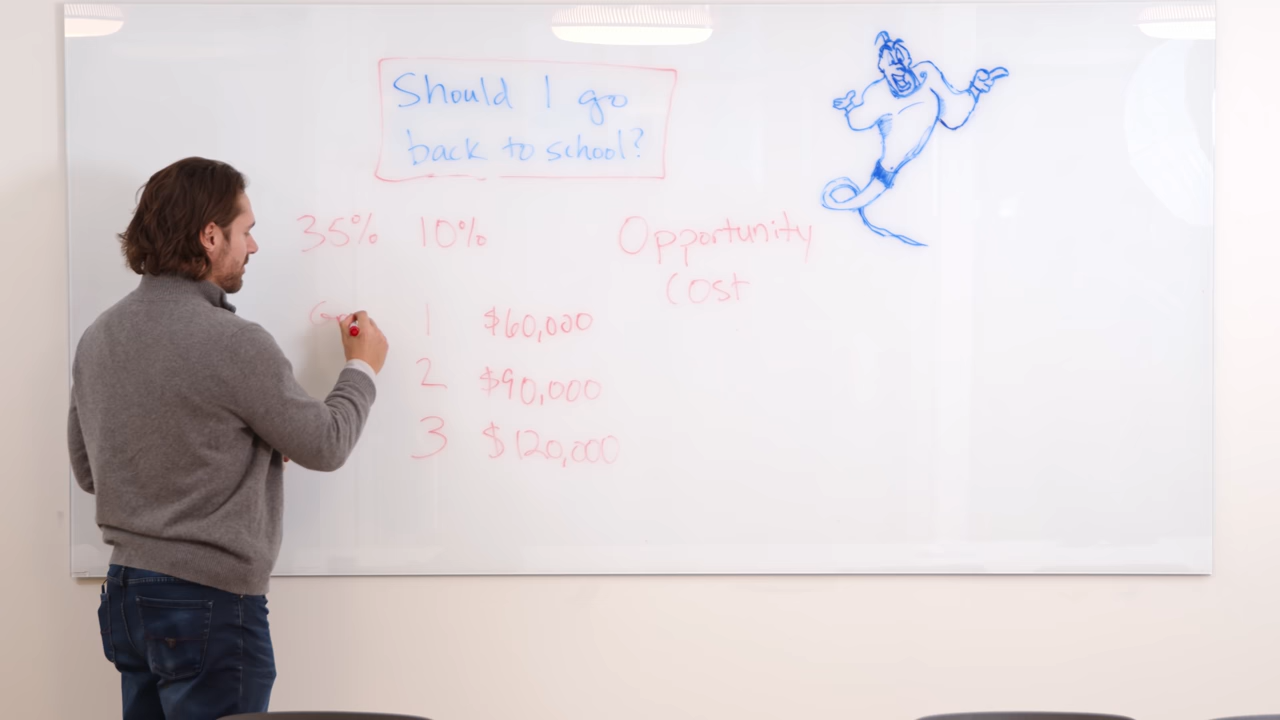 Should I go
back to school?
35% 10%
Opportunity
Cost
1 $60,000
2 $90,000
3 $120,000